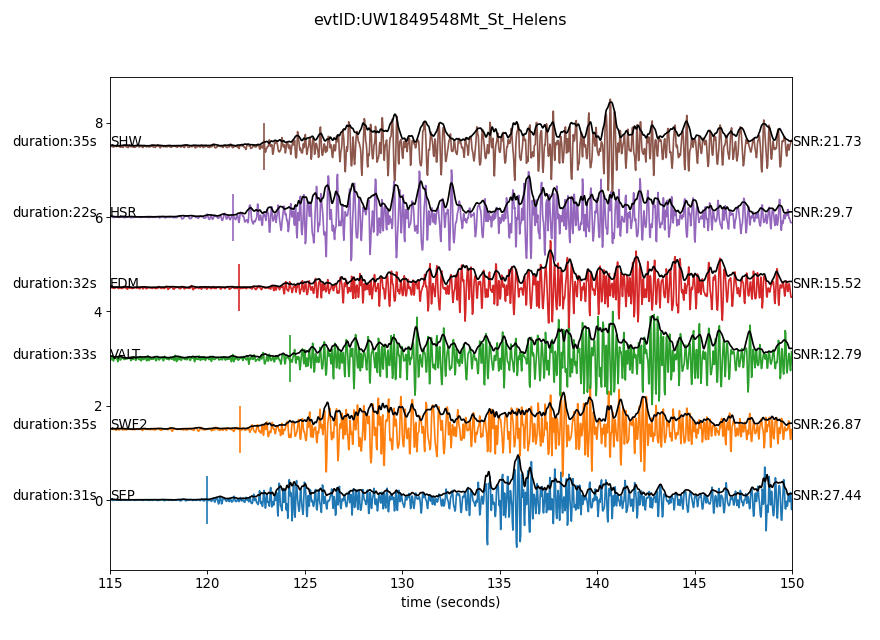 evtID:UW1849548Mt_St_Helens
8
duration:35s SHW SNR:21.73
duration:22s HSR SNR:29.7
6
duration:32s EDM SNR:15.52
4
duration:33s VALT SNR:12.79
2
duration:35s SWF2 SNR:26.87
duration:31s SEP SNR:27.44
0
115 120 125 130 135 140 145 150
time (seconds)